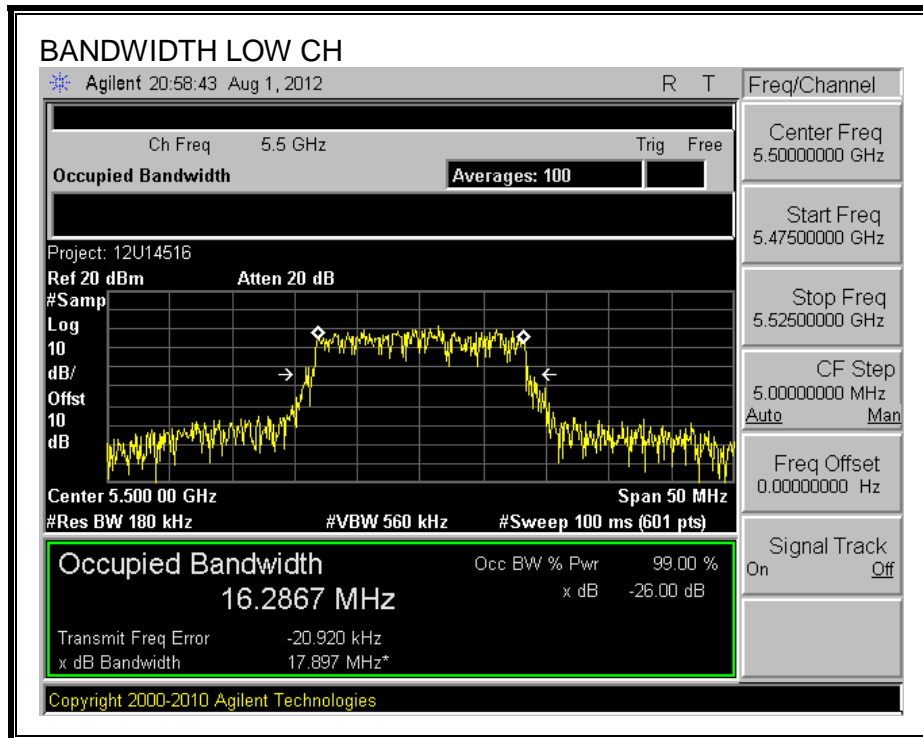 BANDWIDTH LOW CH
Agilent 20:58:43 Aug 1, 2012 R T
Freq/Channel
Ch Freq 5.5 GHz Trig Free
Occupied Bandwidth Averages: 100
Center Freq
5.50000000 GHz
Start Freq
5.47500000 GHz
Stop Freq
5.52500000 GHz
CF Step
5.00000000 MHz
Auto Man
Freq Offset
0.00000000 Hz
Signal Track
On Off
Project: 12U14516
Ref 20 dBm Atten 20 dB
#Samp
Log
10
dB/
Offst
10
dB
Center 5.500 00 GHz Span 50 MHz
#Res BW 180 kHz #VBW 560 kHz #Sweep 100 ms (601 pts)
Occupied Bandwidth Occ BW % Pwr 99.00 %
16.2867 MHz x dB -26.00 dB
Transmit Freq Error -20.920 kHz
x dB Bandwidth 17.897 MHz*
Copyright 2000-2010 Agilent Technologies